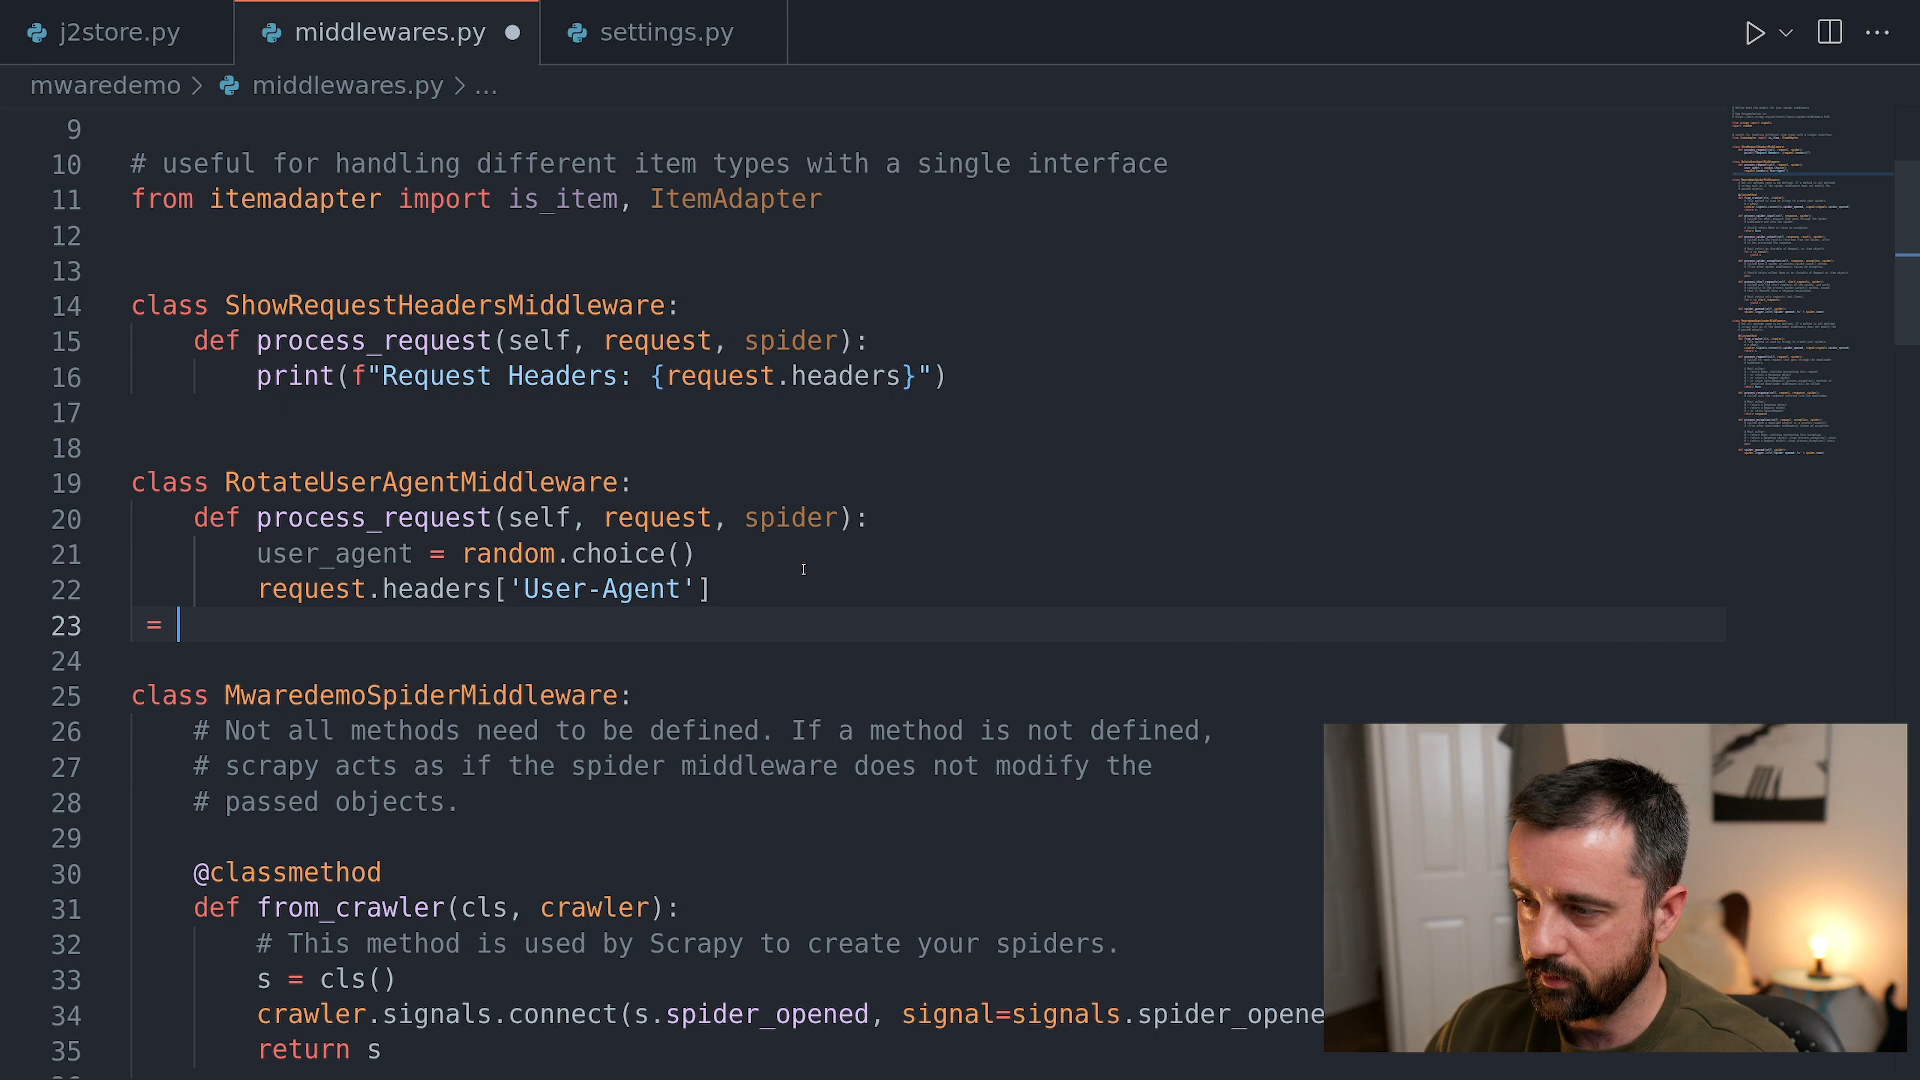 j2store.py
middlewares.py
settings.py
mwaredemo > middlewares.py > ...
9
10 # useful for handling different item types with a single interface
11 from itemadapter import is_item, ItemAdapter
12
13
14 class ShowRequestHeadersMiddleware:
15 def process_request(self, request, spider):
16 print(f"Request Headers: {request.headers}")
17
18
19 class RotateUserAgentMiddleware:
20 def process_request(self, request, spider):
21 user_agent = random.choice()
22 request.headers['User-Agent']
23 =
24
25 class MwaredemoSpiderMiddleware:
26 # Not all methods need to be defined. If a method is not defined,
27 # scrapy acts as if the spider middleware does not modify the
28 # passed objects.
29
30 @classmethod
31 def from_crawler(cls, crawler):
32 # This method is used by Scrapy to create your spiders.
33 s = cls()
34 crawler.signals.connect(s.spider_opened, signal=signals.spider_opene
35 return s